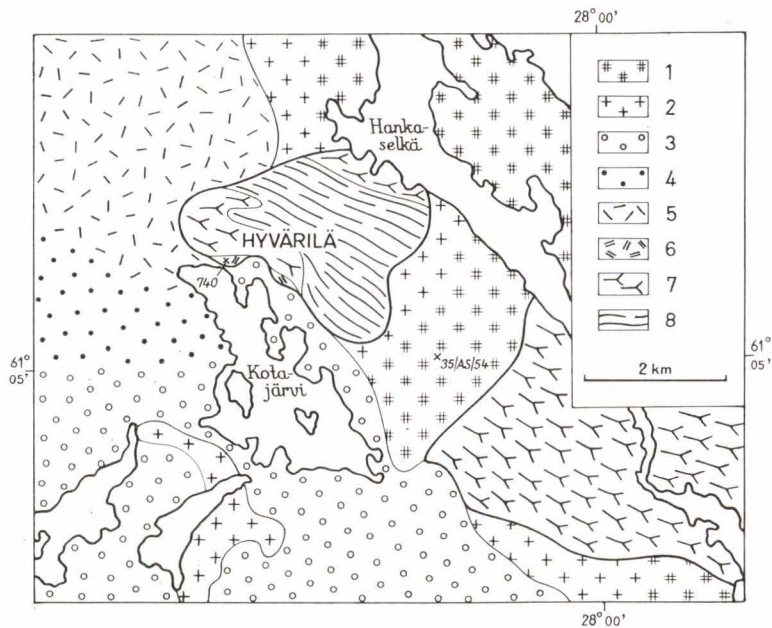 28° 00'
Hanka-
selkä
1
2
3
4
5
6
7
8
2 km
HYVÄRILÄ
740
35/AS/54
Kota-
järvi
61°
05'
61°
05'
28° 00'